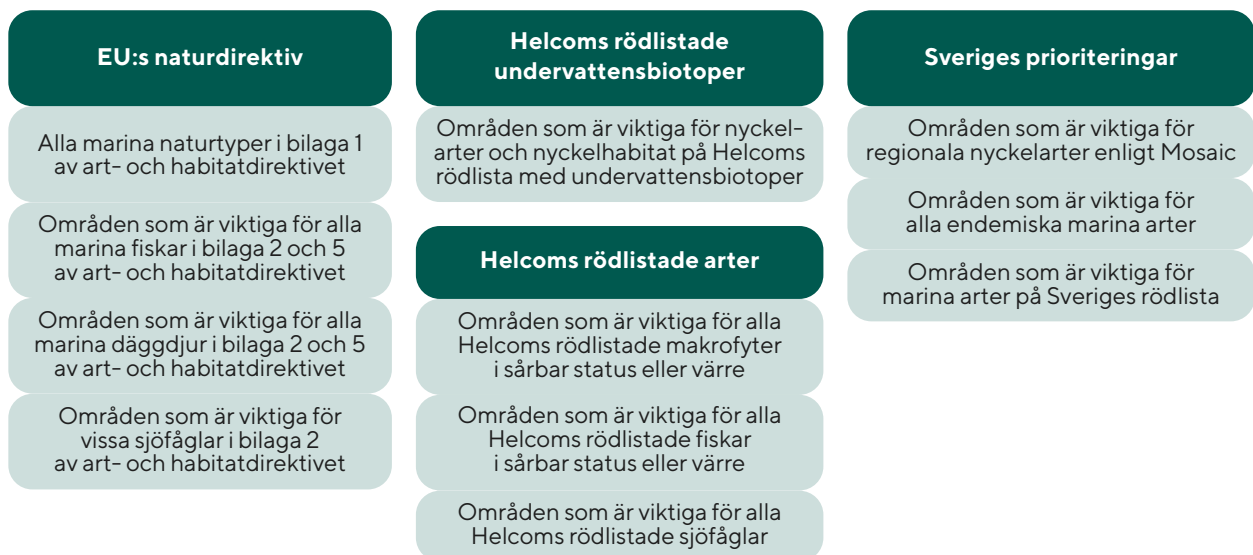 EU:s naturdirektiv
Alla marina naturtyper i bilaga 1
av art- och habitatdirektivet
Områden som är viktiga för alla
marina fiskar i bilaga 2 och 5
av art- och habitatdirektivet
Områden som är viktiga för alla
marina däggdjur i bilaga 2 och 5
av art- och habitatdirektivet
Områden som är viktiga för
vissa sjöfåglar i bilaga 2
av art- och habitatdirektivet
Helcoms rödlistade
undervattensbiotoper
Områden som är viktiga för nyckel-
arter och nyckelhabitat på Helcoms
rödlista med undervattensbiotoper
Helcoms rödlistade arter
Områden som är viktiga för alla
Helcoms rödlistade makrofyter
i sårbar status eller värre
Områden som är viktiga för alla
Helcoms rödlistade fiskar
i sårbar status eller värre
Områden som är viktiga för alla
Helcoms rödlistade sjöfåglar
Sveriges prioriteringar
Områden som är viktiga för
regionala nyckelarter enligt Mosaic
Områden som är viktiga för
alla endemiska marina arter
Områden som är viktiga för
marina arter på Sveriges rödlista